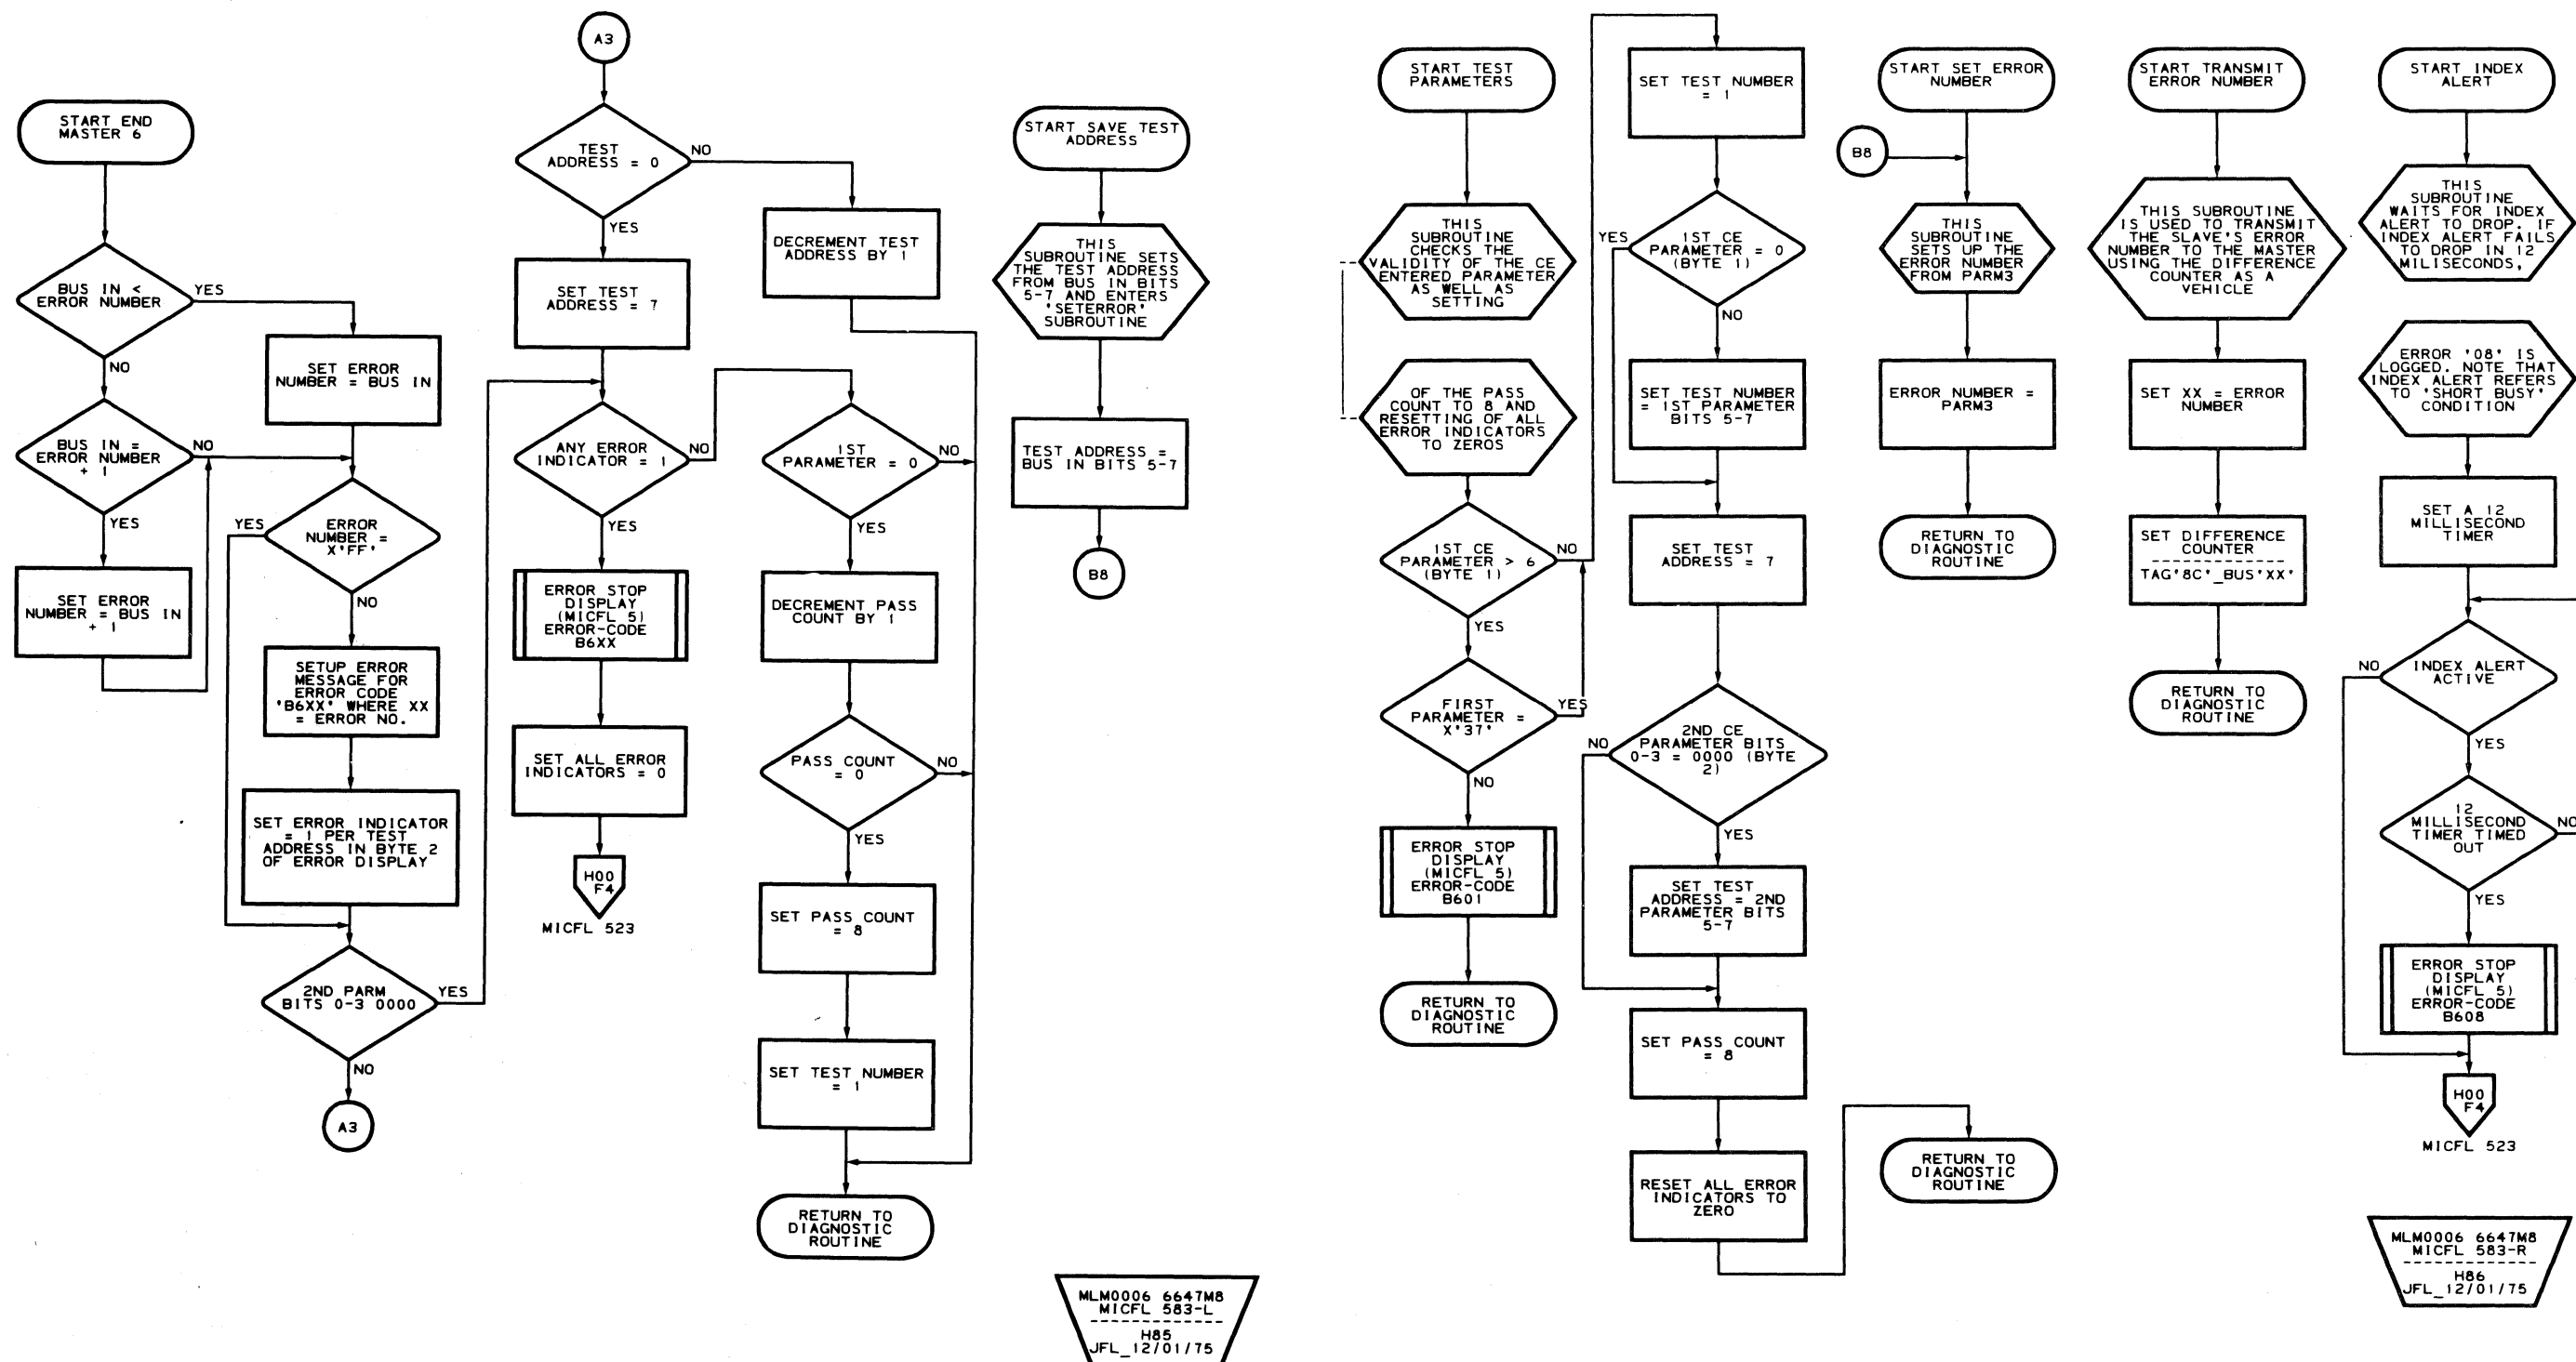 START END
MASTER 6
BUS IN <
ERROR NUMBER
YES
NO
SET ERROR
NUMBER = BUS IN
BUS IN =
ERROR NUMBER
+ 1
NO
YES
SET ERROR
NUMBER = BUS IN
+ 1
ERROR
NUMBER =
X'FF'
YES
NO
SETUP ERROR
MESSAGE FOR
ERROR CODE
'B6XX' WHERE XX
= ERROR NO.
SET ERROR INDICATOR
= 1 PER TEST
ADDRESS IN BYTE 2
OF ERROR DISPLAY
2ND PARM
BITS 0-3 0000
YES
NO
A3
A3
TEST
ADDRESS = 0
NO
YES
SET TEST
ADDRESS = 7
ANY ERROR
INDICATOR = 1
NO
YES
ERROR STOP
DISPLAY
(MICFL 5)
ERROR-CODE
B6XX
SET ALL ERROR
INDICATORS = 0
H00
F4
MICFL 523
DECREMENT TEST
ADDRESS BY 1
1ST
PARAMETER = 0
NO
YES
DECREMENT PASS
COUNT BY 1
PASS COUNT
= 0
NO
YES
SET PASS COUNT
= 8
SET TEST NUMBER
= 1
RETURN TO
DIAGNOSTIC
ROUTINE
START SAVE TEST
ADDRESS
THIS
SUBROUTINE SETS
THE TEST ADDRESS
FROM BUS IN BITS
5-7 AND ENTERS
'SETERROR'
SUBROUTINE
TEST ADDRESS =
BUS IN BITS 5-7
B8
MLM0006 6647M8
MICFL 583-L
H85
JFL_12/01/75
START TEST
PARAMETERS
THIS
SUBROUTINE
CHECKS THE
VALIDITY OF THE CE
ENTERED PARAMETER
AS WELL AS
SETTING
OF THE PASS
COUNT TO 8 AND
RESETTING OF ALL
ERROR INDICATORS
TO ZEROS
1ST CE
PARAMETER > 6
(BYTE 1)
NO
YES
FIRST
PARAMETER =
X'37'
YES
NO
ERROR STOP
DISPLAY
(MICFL 5)
ERROR-CODE
B601
RETURN TO
DIAGNOSTIC
ROUTINE
SET TEST NUMBER
= 1
1ST CE
PARAMETER = 0
(BYTE 1)
YES
NO
SET TEST NUMBER
= 1ST PARAMETER
BITS 5-7
SET TEST
ADDRESS = 7
2ND CE
PARAMETER BITS
0-3 = 0000 (BYTE
2)
NO
YES
SET TEST
ADDRESS = 2ND
PARAMETER BITS
5-7
SET PASS COUNT
= 8
RESET ALL ERROR
INDICATORS TO
ZERO
RETURN TO
DIAGNOSTIC
ROUTINE
START SET ERROR
NUMBER
B8
THIS
SUBROUTINE
SETS UP THE
ERROR NUMBER
FROM PARM3
ERROR NUMBER =
PARM3
RETURN TO
DIAGNOSTIC
ROUTINE
START TRANSMIT
ERROR NUMBER
THIS SUBROUTINE
IS USED TO TRANSMIT
THE SLAVE'S ERROR
NUMBER TO THE MASTER
USING THE DIFFERENCE
COUNTER AS A
VEHICLE
SET XX = ERROR
NUMBER
SET DIFFERENCE
COUNTER
TAG'8C'_BUS'XX'
RETURN TO
DIAGNOSTIC
ROUTINE
START INDEX
ALERT
THIS
SUBROUTINE
WAITS FOR INDEX
ALERT TO DROP. IF
INDEX ALERT FAILS
TO DROP IN 12
MILISECONDS,
ERROR '08' IS
LOGGED. NOTE THAT
INDEX ALERT REFERS
TO 'SHORT BUSY'
CONDITION
SET A 12
MILLISECOND
TIMER
INDEX ALERT
ACTIVE
NO
YES
12
MILLISECOND
TIMER TIMED
OUT
NO
YES
ERROR STOP
DISPLAY
(MICFL 5)
ERROR-CODE
B608
H00
F4
MICFL 523
MLM0006 6647M8
MICFL 583-R
H86
JFL_12/01/75